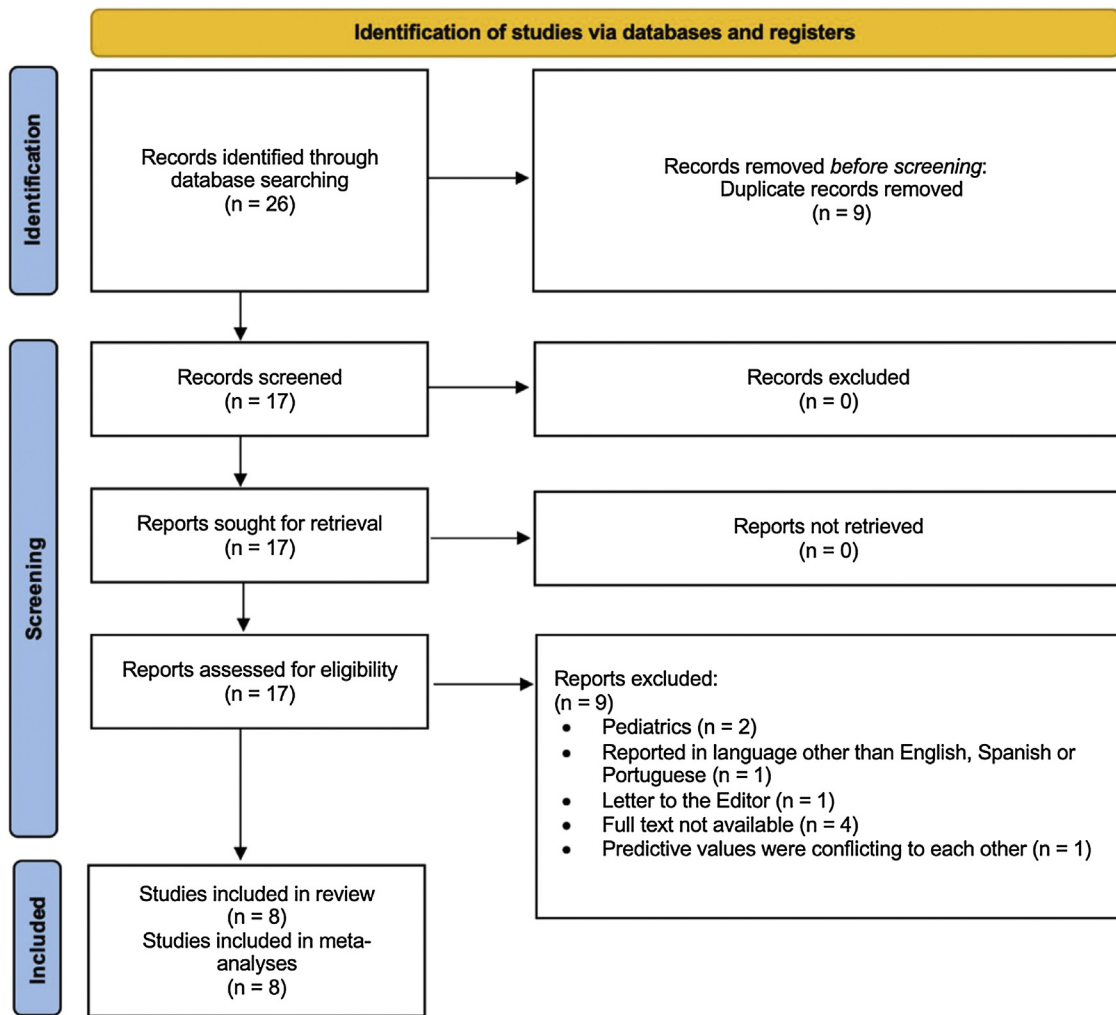 Identification of studies via databases and registers
Identification
Records identified through
database searching
(n = 26)
Records removed before screening:
Duplicate records removed
(n = 9)
Screening
Records screened
(n = 17)
Records excluded
(n = 0)
Reports sought for retrieval
(n = 17)
Reports not retrieved
(n = 0)
Reports assessed for eligibility
(n = 17)
Reports excluded:
(n = 9)
• Pediatrics (n = 2)
• Reported in language other than English, Spanish or
Portuguese (n = 1)
• Letter to the Editor (n = 1)
• Full text not available (n = 4)
• Predictive values were conflicting to each other (n = 1)
Included
Studies included in review
(n = 8)
Studies included in meta-
analyses
(n = 8)